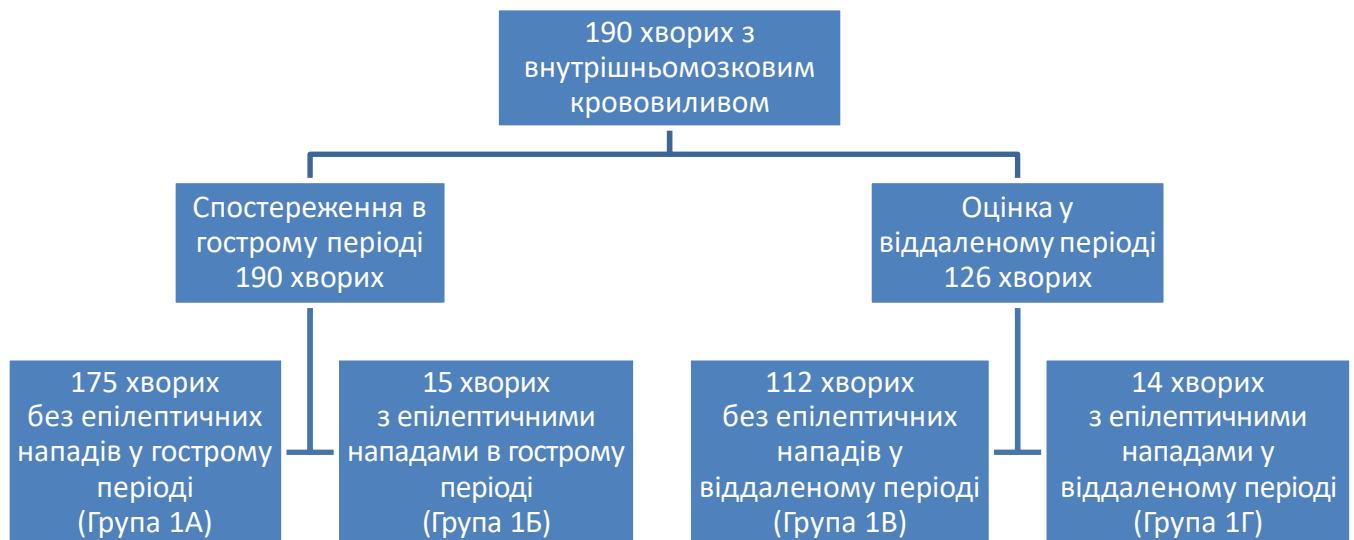 190 хворих з
внутрішньомозковим
крововиливом
Спостереження в
гострому періоді
190 хворих
Оцінка у
віддаленому періоді
126 хворих
175 хворих
без епілептичних
нападів у гострому
періоді
(Група 1А)
15 хворих
з епілептичними
нападами в гострому
періоді
(Група 1Б)
112 хворих
без епілептичних
нападів у
віддаленому періоді
(Група 1В)
14 хворих
з епілептичними
нападами у
віддаленому періоді
(Група 1Г)